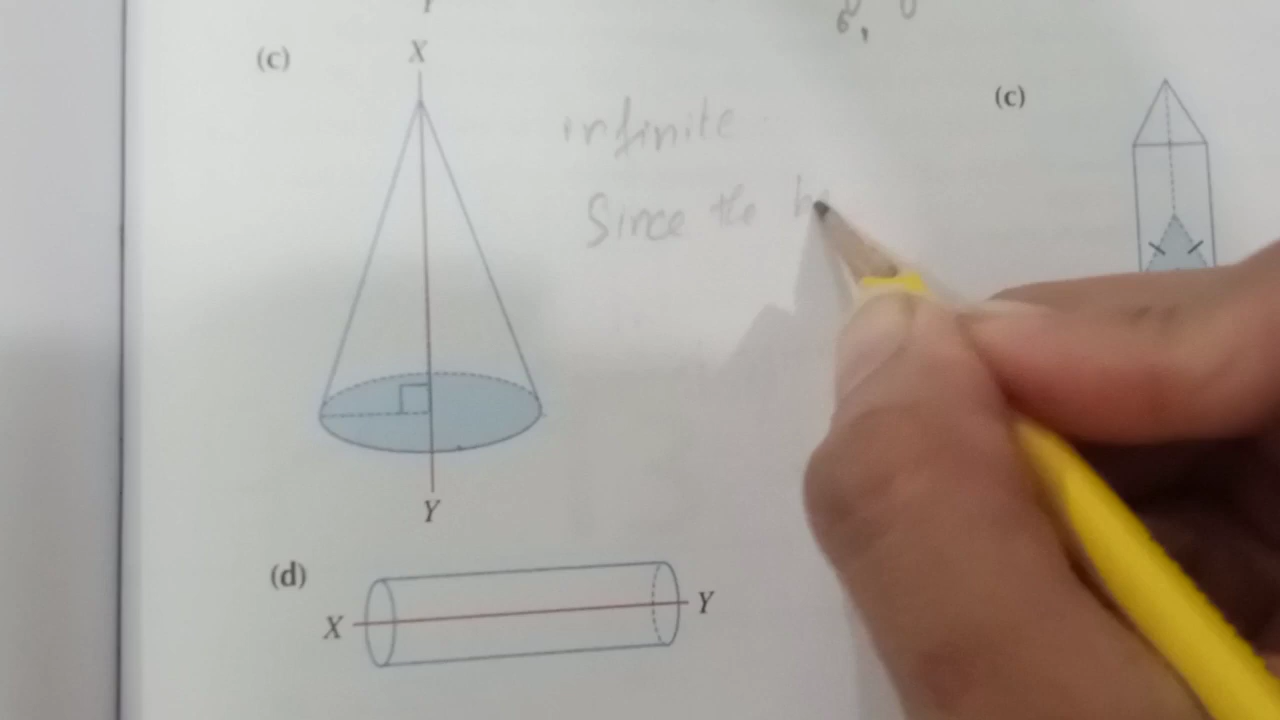 (c)
X
infinite
Since the
Y
(d)
X
Y
(c)